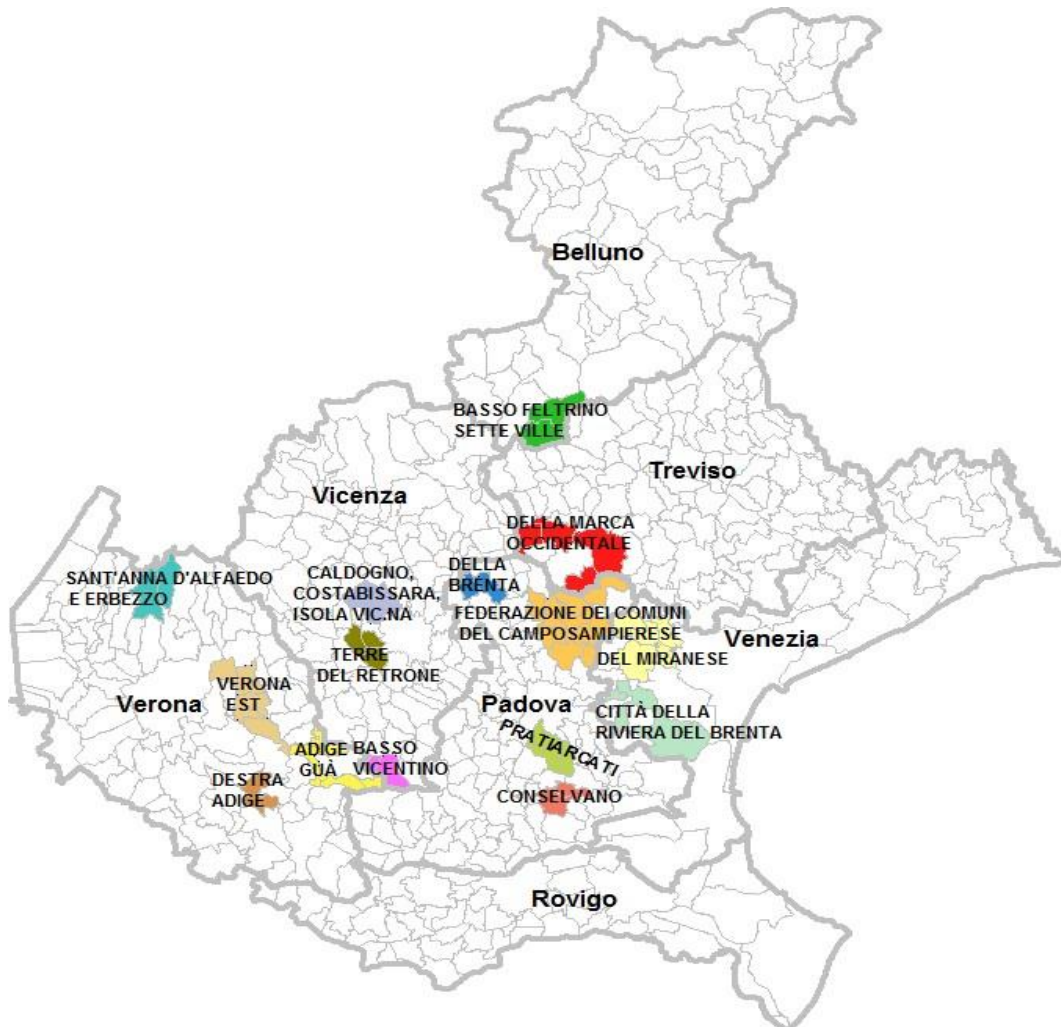 Belluno
BASSO FELTRINO
SETTE VILLE
Treviso
Vicenza
DELLA MARCA
OCCIDENTALE
DELLA
BRENTA
SANT'ANNA D'ALFAEDO
E ERBEZZO
CALDOGNO,
COSTABISSARA,
ISOLA VIC.NA
FEDERAZIONE DEI COMUNI
DEL CAMPOSAMPIERESE
Venezia
TERRE
DEL RETRONE
DEL MIRANESE
VERONA
EST
Verona
Padova
CITTÀ DELLA
RIVIERA DEL BRENTA
PRATIARCATI
ADIGE
GUÀ
BASSO
VICENTINO
DESTRA
ADIGE
CONSELVANO
Rovigo